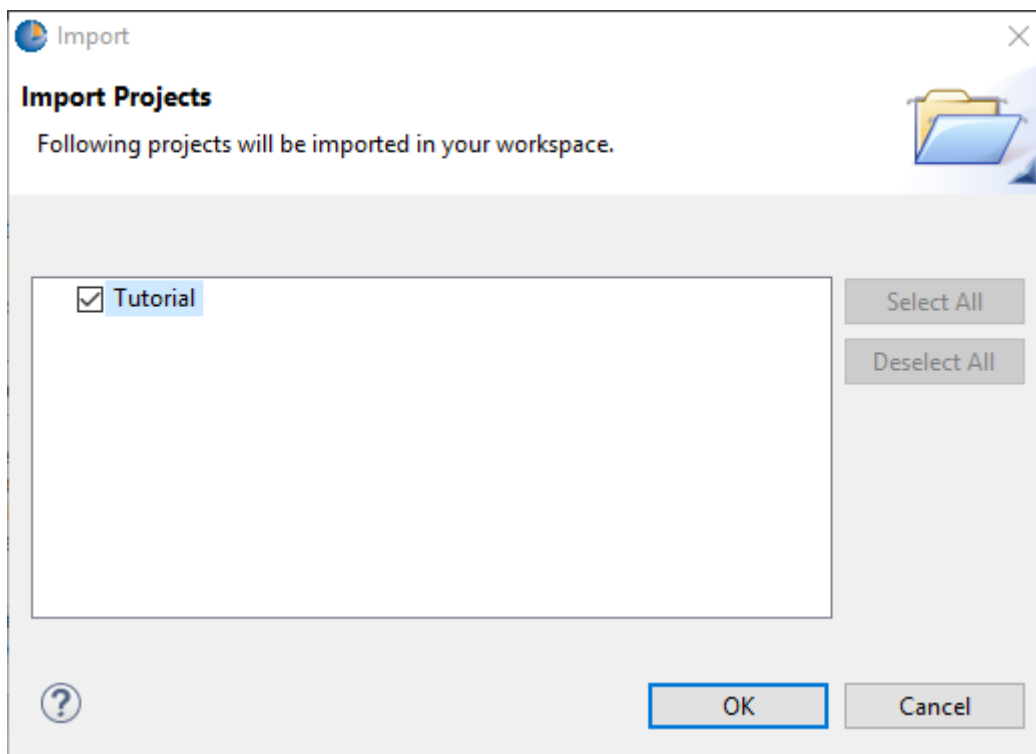 Import
Import Projects
Following projects will be imported in your workspace.
Tutorial
Select All
Deselect All
?
OK
Cancel